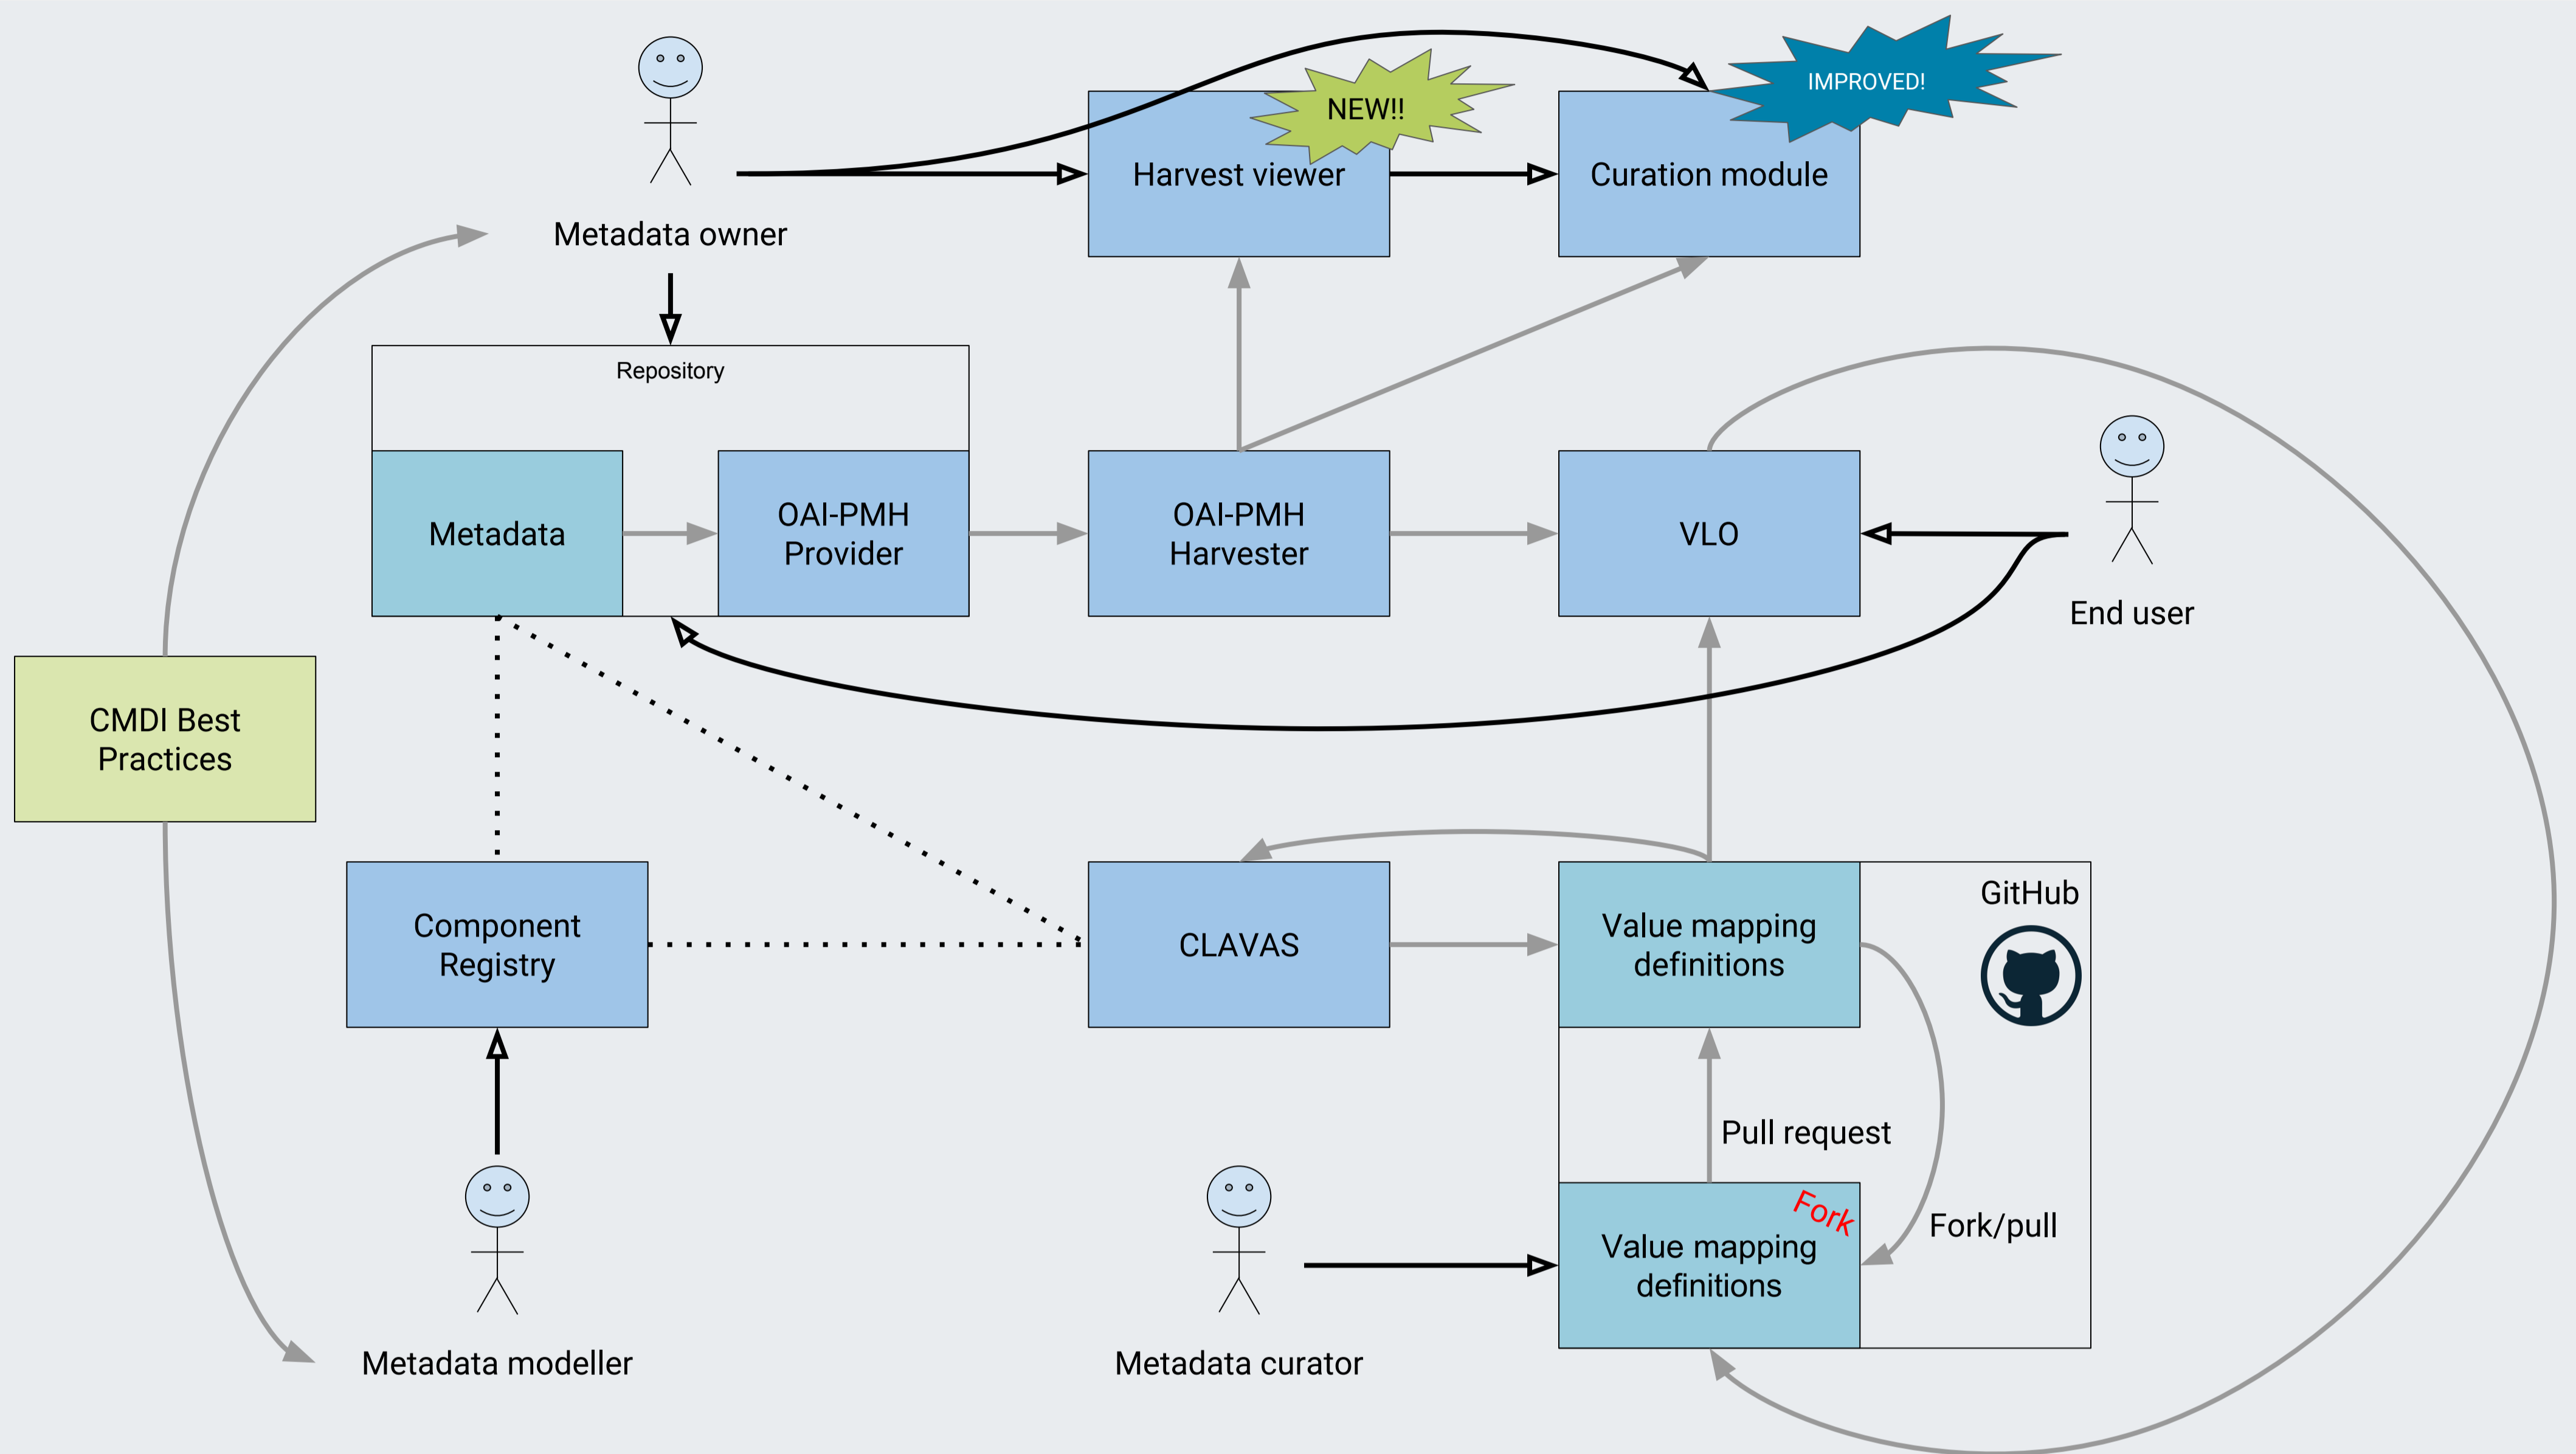 IMPROVED!
NEW!!
Harvest viewer
Curation module
Metadata owner
Repository
Metadata
OAI-PMH
Provider
OAI-PMH
Harvester
VLO
End user
CMDI Best
Practices
Component
Registry
CLAVAS
Value mapping
definitions
GitHub
Pull request
Fork
Fork/pull
Value mapping
definitions
Metadata modeller
Metadata curator